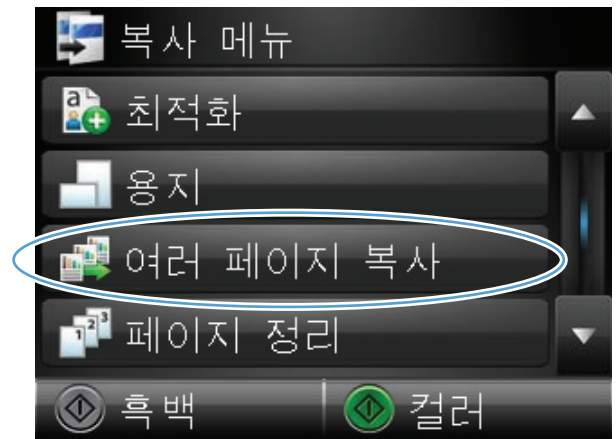 복사 메뉴
최적화
용지
여러 페이지 복사
페이지 정리
흑백 컬러